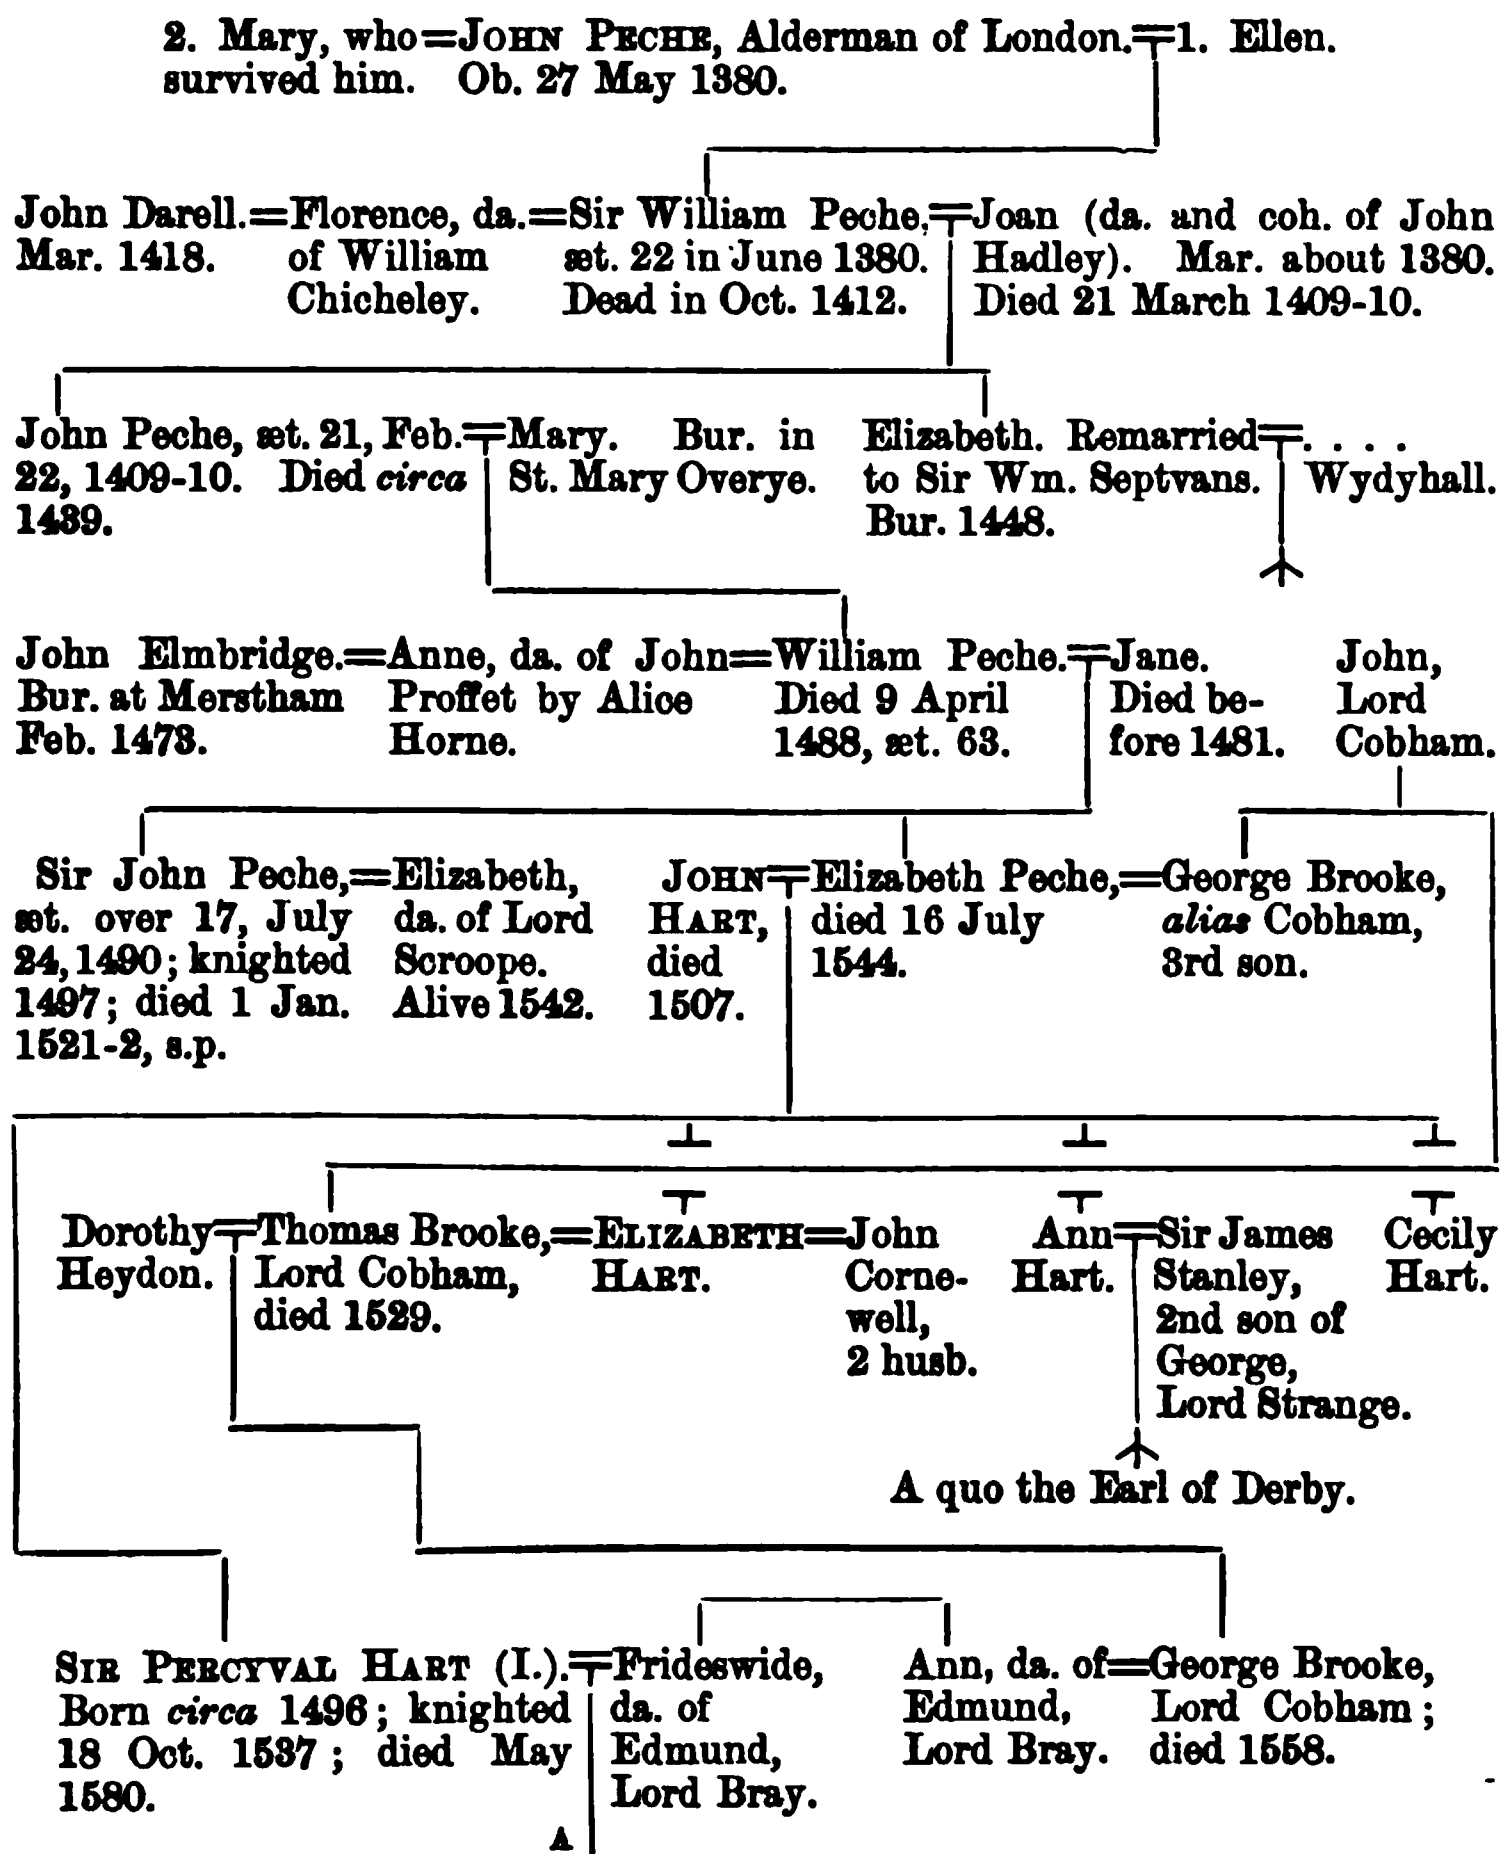 2. Mary, who=JOHN PECHE, Alderman of London.=1. Ellen.
survived him. Ob. 27 May 1380.
John Darell.=Florence, da.=Sir William Peche,=Joan (da. and coh. of John
Mar. 1418. of William æt. 22 in June 1380. Hadley). Mar. about 1380.
Chicheley. Dead in Oct. 1412. Died 21 March 1409-10.
John Peche, æt. 21, Feb.=Mary. Bur. in Elizabeth. Remarried=. . . .
22, 1409-10. Died circa St. Mary Overye. to Sir Wm. Septvans. Wydyhall.
1439. Bur. 1448.
John Elmbridge.=Anne, da. of John=William Peche.=Jane. John,
Bur. at Merstham Proffet by Alice Died 9 April Died be- Lord
Feb. 1473. Horne. 1488, æt. 63. fore 1481. Cobham.
Sir John Peche,=Elizabeth, JOHN=Elizabeth Peche,=George Brooke,
æt. over 17, July da. of Lord HART, died 16 July alias Cobham,
24, 1490; knighted Scroope. died 1544. 3rd son.
1497; died 1 Jan. Alive 1542. 1507.
1521-2, s.p.
Dorothy=Thomas Brooke,=ELIZABETH=John Ann=Sir James Cecily
Heydon. Lord Cobham, HART. Corne- Hart. Stanley, Hart.
died 1529. well, 2nd son of
2 husb. George,
Lord Strange.
A quo the Earl of Derby.
SIR PERCYVAL HART (I.).=Frideswide, Ann, da. of=George Brooke,
Born circa 1496; knighted da. of Edmund, Lord Cobham;
18 Oct. 1537; died May Edmund, Lord Bray. died 1558.
1580. Lord Bray.
A